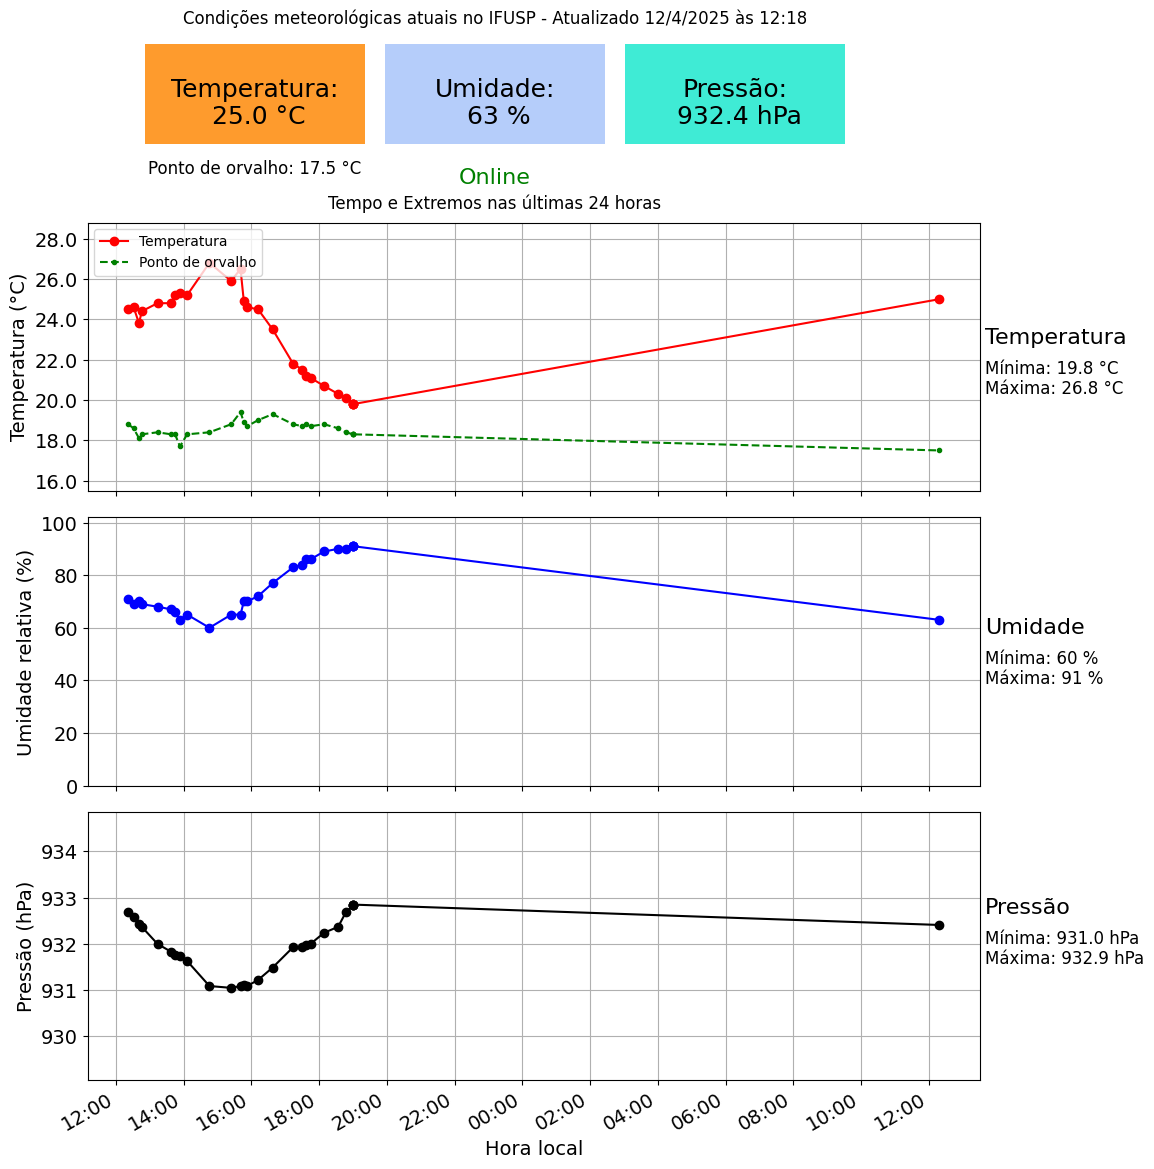 Condições meteorológicas atuais no IFUSP - Atualizado 12/4/2025 às 12:18
Temperatura:
25.0 °C
Umidade:
63 %
Pressão:
932.4 hPa
Ponto de orvalho: 17.5 °C
Online
Tempo e Extremos nas últimas 24 horas
Temperatura
Ponto de orvalho
28.0
26.0
24.0
22.0
20.0
18.0
16.0
Temperatura (°C)
Temperatura
Mínima: 19.8 °C
Máxima: 26.8 °C
100
80
60
40
20
0
Umidade relativa (%)
Umidade
Mínima: 60 %
Máxima: 91 %
934
933
932
931
930
Pressão (hPa)
Pressão
Mínima: 931.0 hPa
Máxima: 932.9 hPa
12:00 14:00 16:00 18:00 20:00 22:00 00:00 02:00 04:00 06:00 08:00 10:00 12:00
Hora local